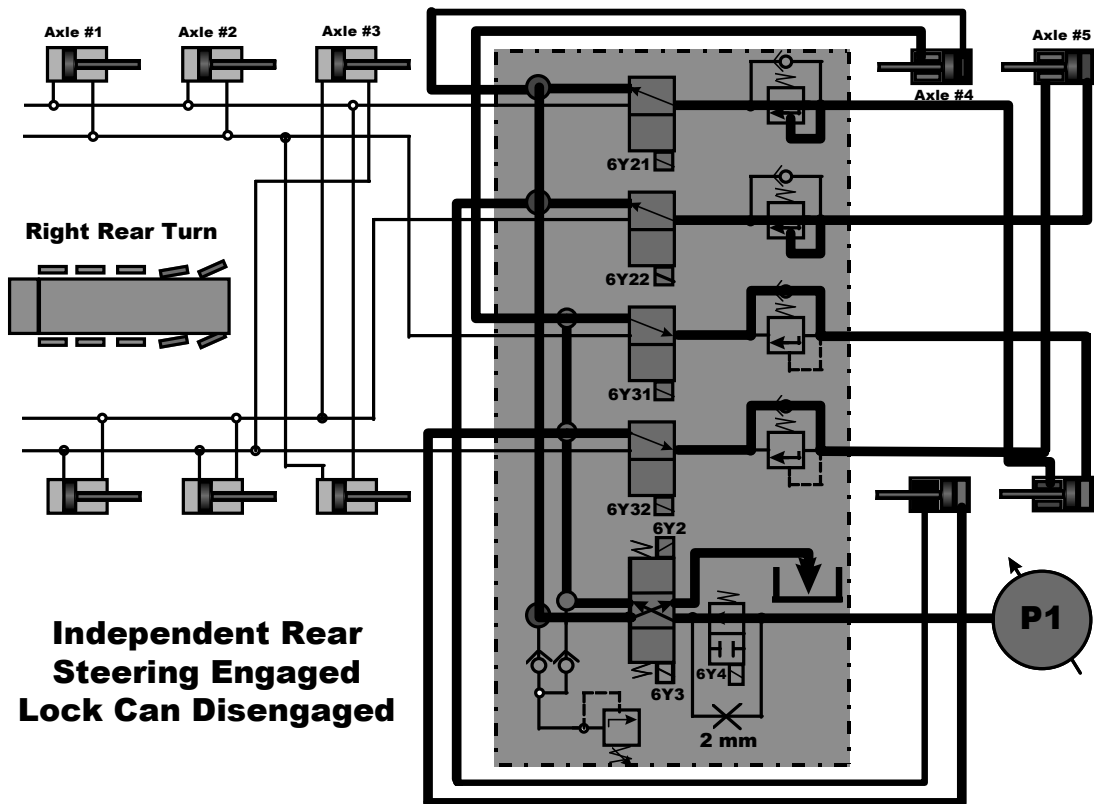 Axle #1
Axle #2
Axle #3
Axle #5
Axle #4
6Y21
Right Rear Turn
6Y22
6Y31
6Y32
6Y2
P1
Independent Rear
Steering Engaged
Lock Can Disengaged
6Y4
6Y3
2 mm